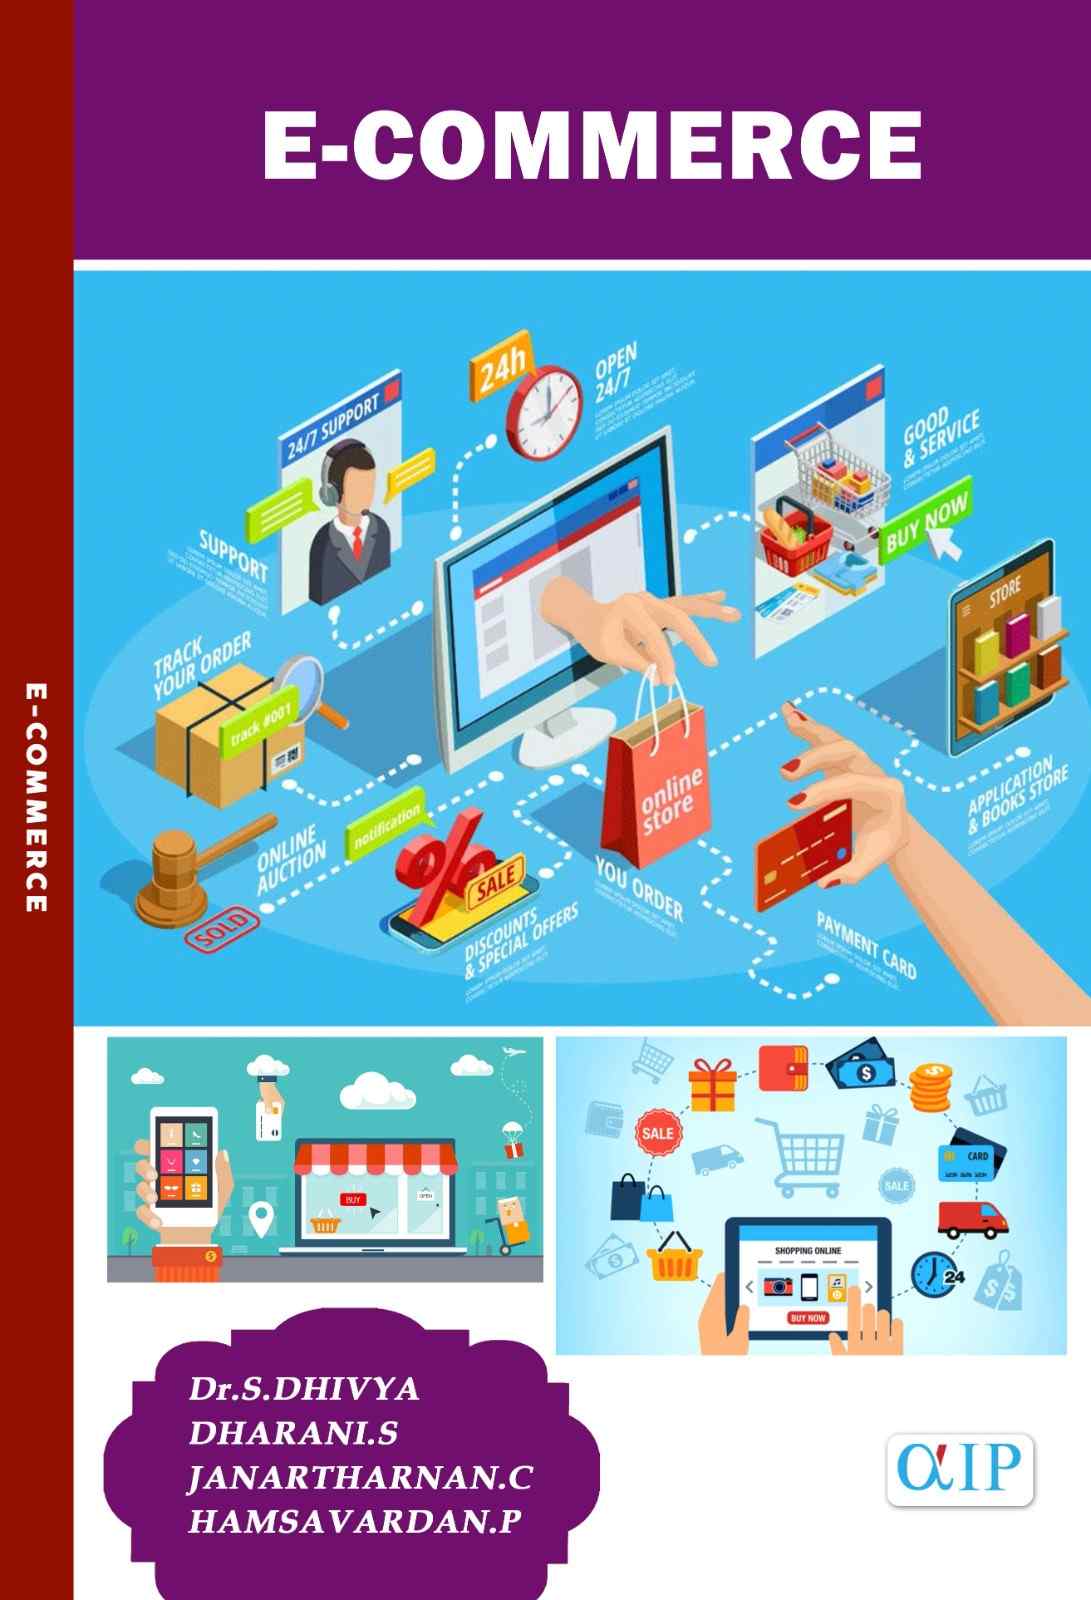 E-COMMERCE
E-COMMERCE
24h
OPEN
24/7
24/7 SUPPORT
GOOD
& SERVICE
BUY NOW
SUPPORT
STORE
TRACK
YOUR ORDER
track #001
online
store
APPLICATION
& BOOKS STORE
notification
ONLINE
AUCTION
SALE
SOLD
YOU ORDER
DISCOUNTS
& SPECIAL OFFERS
PAYMENT CARD
BUY
OPEN
$
$
SALE
CARD
SALE
SHOPPING ONLINE
BUY NOW
24
$ $
Dr.S.DHIVYA
DHARANI.S
JANARTHARNAN.C
HAMSAVARDAN.P
αIP